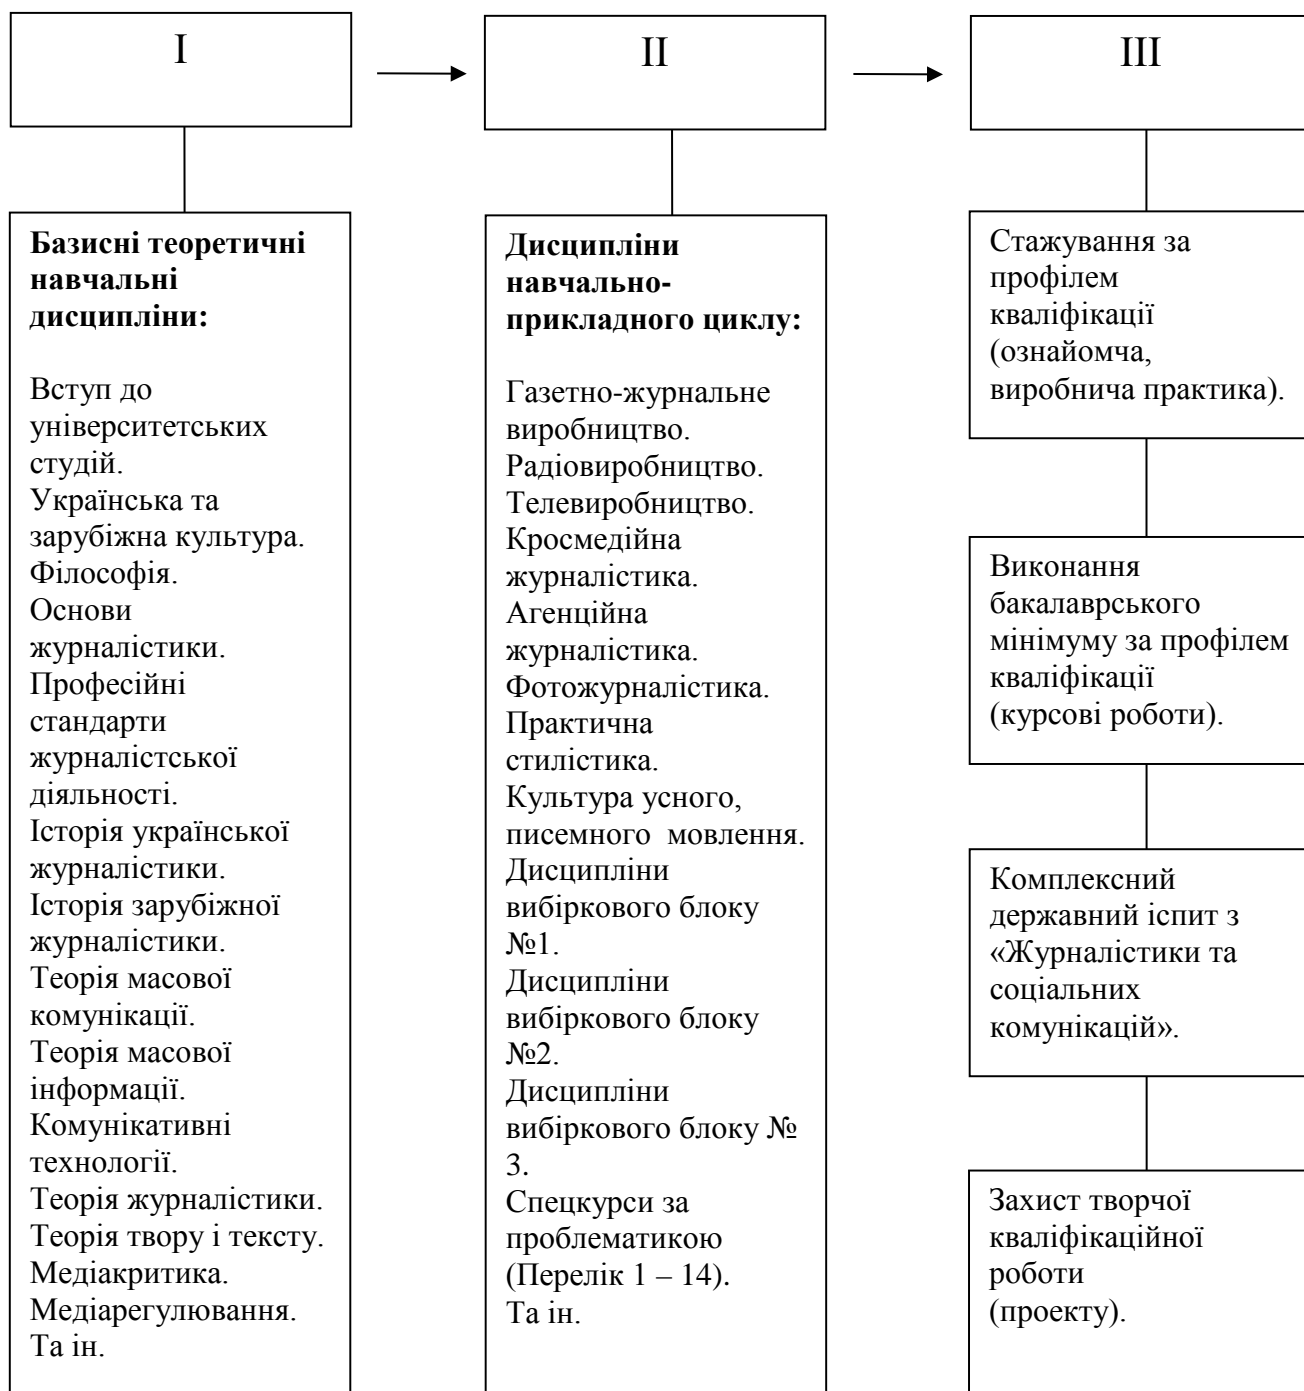 I
II
III
Базисні теоретичні
навчальні
дисципліни:
Вступ до
університетських
студій.
Українська та
зарубіжна культура.
Філософія.
Основи
журналістики.
Професійні
стандарти
журналістської
діяльності.
Історія української
журналістики.
Історія зарубіжної
журналістики.
Теорія масової
комунікації.
Теорія масової
інформації.
Комунікативні
технології.
Теорія журналістики.
Теорія твору і тексту.
Медіакритика.
Медіарегулювання.
Та ін.
Дисципліни
навчально-
прикладного циклу:
Газетно-журнальне
виробництво.
Радіовиробництво.
Телевиробництво.
Кросмедійна
журналістика.
Агенційна
журналістика.
Фотожурналістика.
Практична
стилістика.
Культура усного,
писемного  мовлення.
Дисципліни
вибіркового блоку
№1.
Дисципліни
вибіркового блоку
№2.
Дисципліни
вибіркового блоку №
3.
Спецкурси за
проблематикою
(Перелік 1 – 14).
Та ін.
Стажування за
профілем
кваліфікації
(ознайомча,
виробнича практика).
Виконання
бакалаврського
мінімуму за профілем
кваліфікації
(курсові роботи).
Комплексний
державний іспит з
«Журналістики та
соціальних
комунікацій».
Захист творчої
кваліфікаційної
роботи
(проекту).